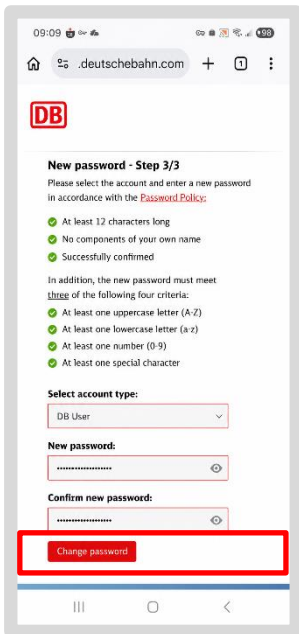 09:09
98
.deutschebahn.com
1
DB
New password - Step 3/3
Please select the account and enter a new password
in accordance with the Password Policy:
At least 12 characters long
No components of your own name
Successfully confirmed
In addition, the new password must meet
three of the following four criteria:
At least one uppercase letter (A-Z)
At least one lowercase letter (a-z)
At least one number (0-9)
At least one special character
Select account type:
DB User
New password:
Confirm new password:
Change password